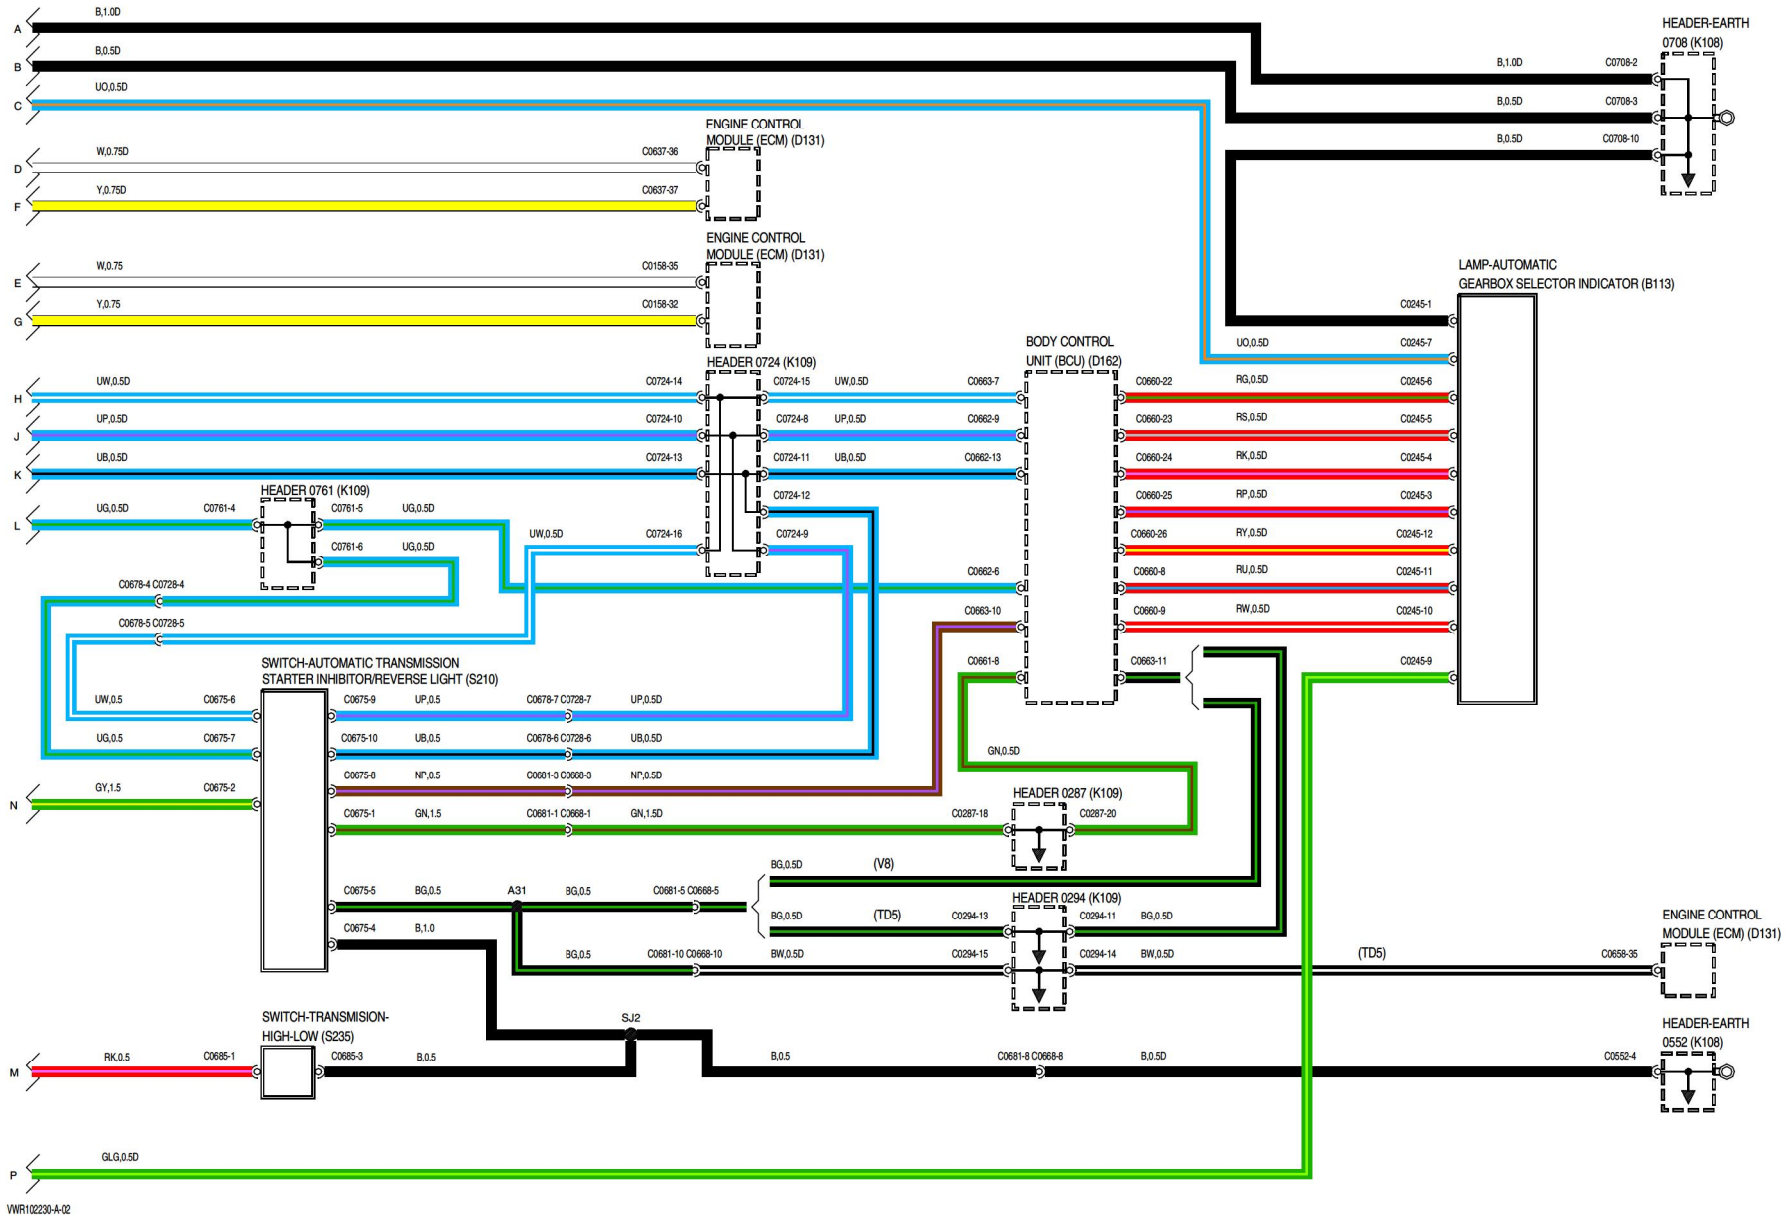 A
B,1.0D
HEADER-EARTH
0708 (K108)
B
B,0.5D
B,1.0D
C0708-2
C
UO,0.5D
B,0.5D
C0708-3
B,0.5D
C0708-10
ENGINE CONTROL
MODULE (ECM) (D131)
D
W,0.75D
C0637-36
F
Y,0.75D
C0637-37
ENGINE CONTROL
MODULE (ECM) (D131)
E
W,0.75
C0158-35
G
Y,0.75
C0158-32
LAMP-AUTOMATIC
GEARBOX SELECTOR INDICATOR (B113)
C0245-1
UO,0.5D
C0245-7
HEADER 0724 (K109)
BODY CONTROL
UNIT (BCU) (D162)
H
UW,0.5D
C0724-14
C0724-15
UW,0.5D
C0663-7
C0660-22
RG,0.5D
C0245-6
J
UP,0.5D
C0724-10
C0724-8
UP,0.5D
C0662-9
C0660-23
RS,0.5D
C0245-5
K
UB,0.5D
C0724-13
C0724-11
UB,0.5D
C0662-13
C0660-24
RK,0.5D
C0245-4
HEADER 0761 (K109)
C0724-12
C0660-25
RP,0.5D
C0245-3
L
UG,0.5D
C0761-4
C0761-5
UG,0.5D
UW,0.5D
C0724-16
C0724-9
C0660-26
RY,0.5D
C0245-12
C0761-6
UG,0.5D
C0662-6
C0660-8
RU,0.5D
C0245-11
C0678-4 C0728-4
C0663-10
C0660-9
RW,0.5D
C0245-10
C0678-5 C0728-5
C0661-8
C0663-11
C0245-9
SWITCH-AUTOMATIC TRANSMISSION
STARTER INHIBITOR/REVERSE LIGHT (S210)
UW,0.5
C0675-6
C0675-9
UP,0.5
C0678-7 C0728-7
UP,0.5D
UG,0.5
C0675-7
C0675-10
UB,0.5
C0678-6 C0728-6
UB,0.5D
GN,0.5D
NP,0.5
NP,0.5D
N
GY,1.5
C0675-2
C0675-1
GN,1.5
C0681-1 C0668-1
GN,1.5D
HEADER 0287 (K109)
C0287-18
C0287-20
BG,0.5D
(V8)
C0675-5
BG,0.5
A31
BG,0.5
C0681-5 C0668-5
HEADER 0294 (K109)
BG,0.5D
(TD5)
C0294-13
C0294-11
BG,0.5D
C0675-4
B,1.0
BG,0.5
C0681-10 C0668-10
BW,0.5D
C0294-15
C0294-14
BW,0.5D
(TD5)
C0658-35
ENGINE CONTROL
MODULE (ECM) (D131)
SWITCH-TRANSMISION-
HIGH-LOW (S235)
SJ2
HEADER-EARTH
0552 (K108)
M
RK,0.5
C0685-1
C0685-3
B,0.5
B,0.5
C0681-8 C0668-8
B,0.5D
C0552-4
P
GLG,0.5D
VWR102230-A-02